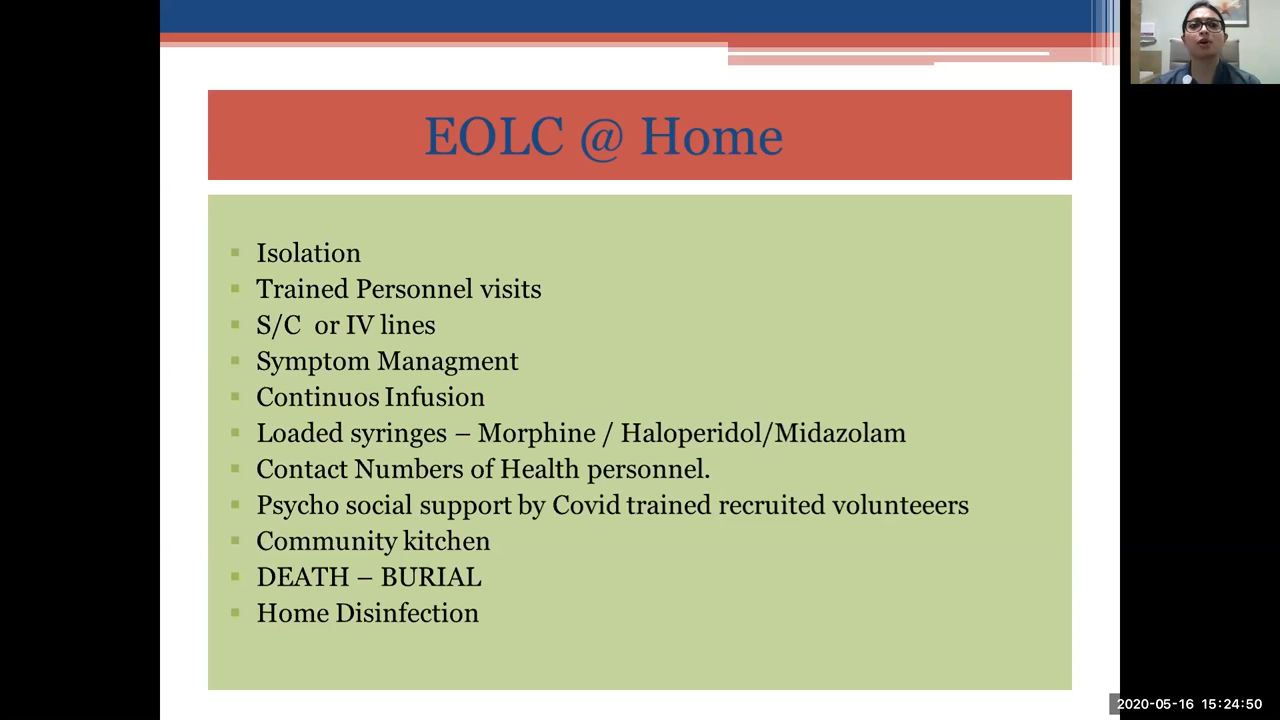 EOLC @ Home
Isolation
Trained Personnel visits
S/C or IV lines
Symptom Managment
Continuos Infusion
Loaded syringes – Morphine / Haloperidol/Midazolam
Contact Numbers of Health personnel.
Psycho social support by Covid trained recruited volunteeers
Community kitchen
DEATH – BURIAL
Home Disinfection
2020-05-16 15:24:50